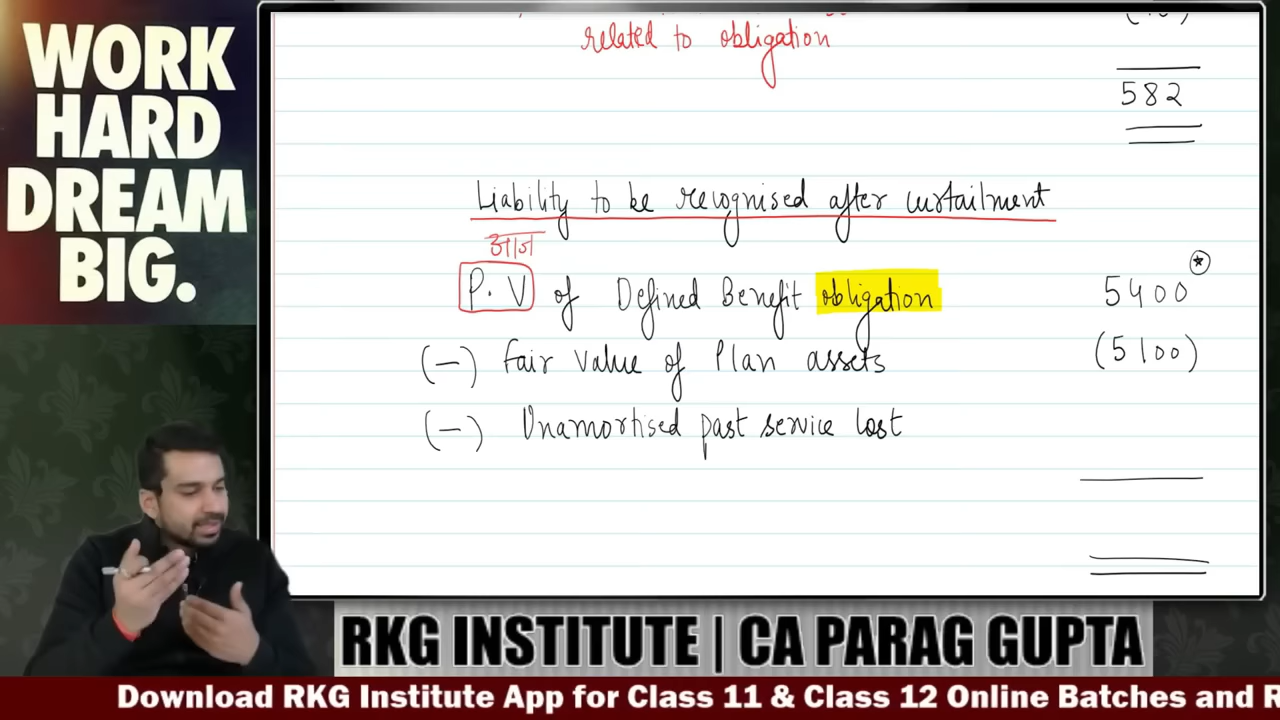 WORK
HARD
DREAM
BIG.
related to obligation
582
Liability to be recognised after curtailment
आज
P.V of Defined Benefit obligation 5400 *
(-) Fair Value of Plan assets (5100)
(-) Unamortised past service cost
RKG INSTITUTE | CA PARAG GUPTA
Download RKG Institute App for Class 11 & Class 12 Online Batches and R